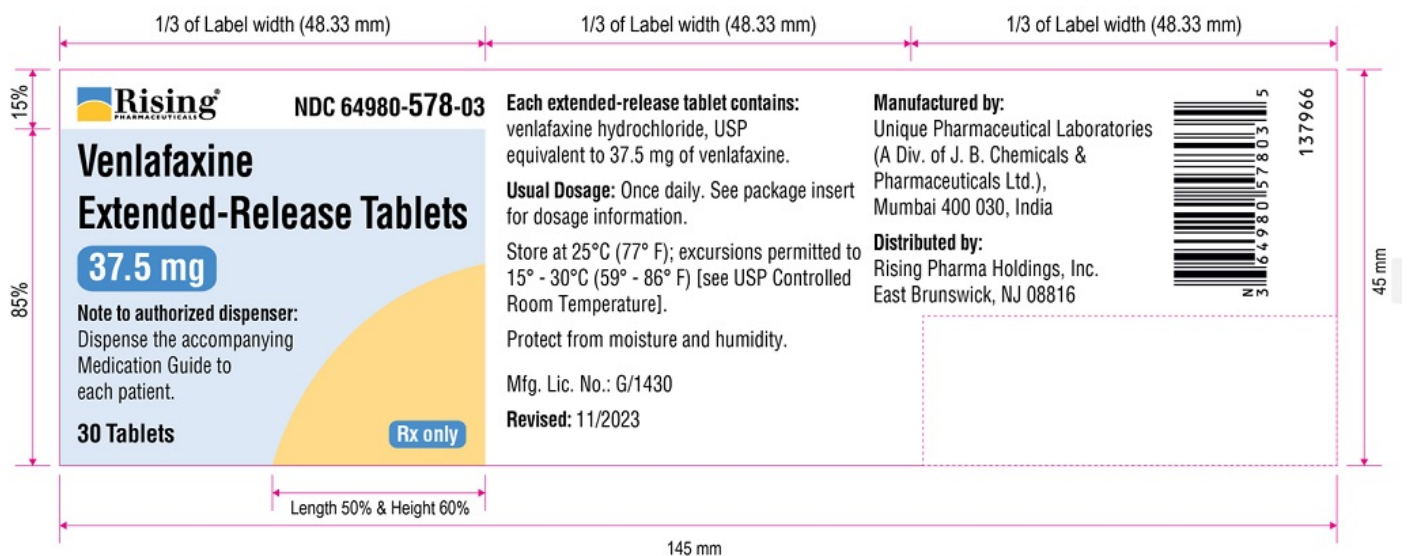 1/3 of Label width (48.33 mm)
1/3 of Label width (48.33 mm)
1/3 of Label width (48.33 mm)
15%
85%
Rising®
PHARMACEUTICALS
NDC 64980-578-03
Venlafaxine
Extended-Release Tablets
37.5 mg
Note to authorized dispenser:
Dispense the accompanying
Medication Guide to
each patient.
30 Tablets
Rx only
Each extended-release tablet contains:
venlafaxine hydrochloride, USP
equivalent to 37.5 mg of venlafaxine.
Usual Dosage: Once daily. See package insert
for dosage information.
Store at 25°C (77° F); excursions permitted to
15° - 30°C (59° - 86° F) [see USP Controlled
Room Temperature].
Protect from moisture and humidity.
Mfg. Lic. No.: G/1430
Revised: 11/2023
Manufactured by:
Unique Pharmaceutical Laboratories
(A Div. of J. B. Chemicals &
Pharmaceuticals Ltd.),
Mumbai 400 030, India
Distributed by:
Rising Pharma Holdings, Inc.
East Brunswick, NJ 08816
N
3 64980 57803 5
137966
45 mm
Length 50% & Height 60%
145 mm